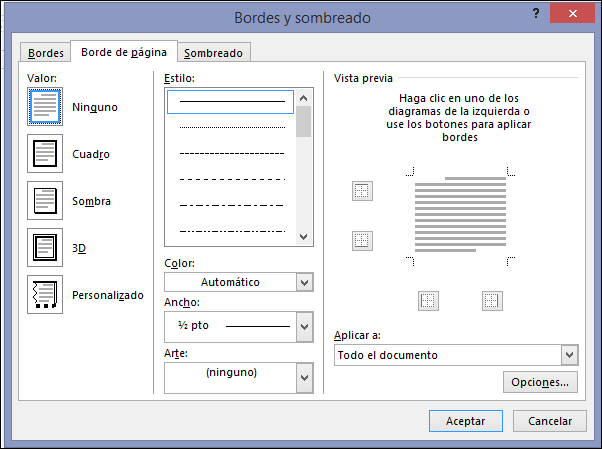 Bordes y sombreado
?
Bordes
Borde de página
Sombreado
Valor:
Ninguno
Cuadro
Sombra
3D
Personalizado
Estilo:
Color:
Automático
Ancho:
½ pto
Arte:
(ninguno)
Vista previa
Haga clic en uno de los
diagramas de la izquierda o
use los botones para aplicar
bordes
Aplicar a:
Todo el documento
Opciones...
Aceptar
Cancelar